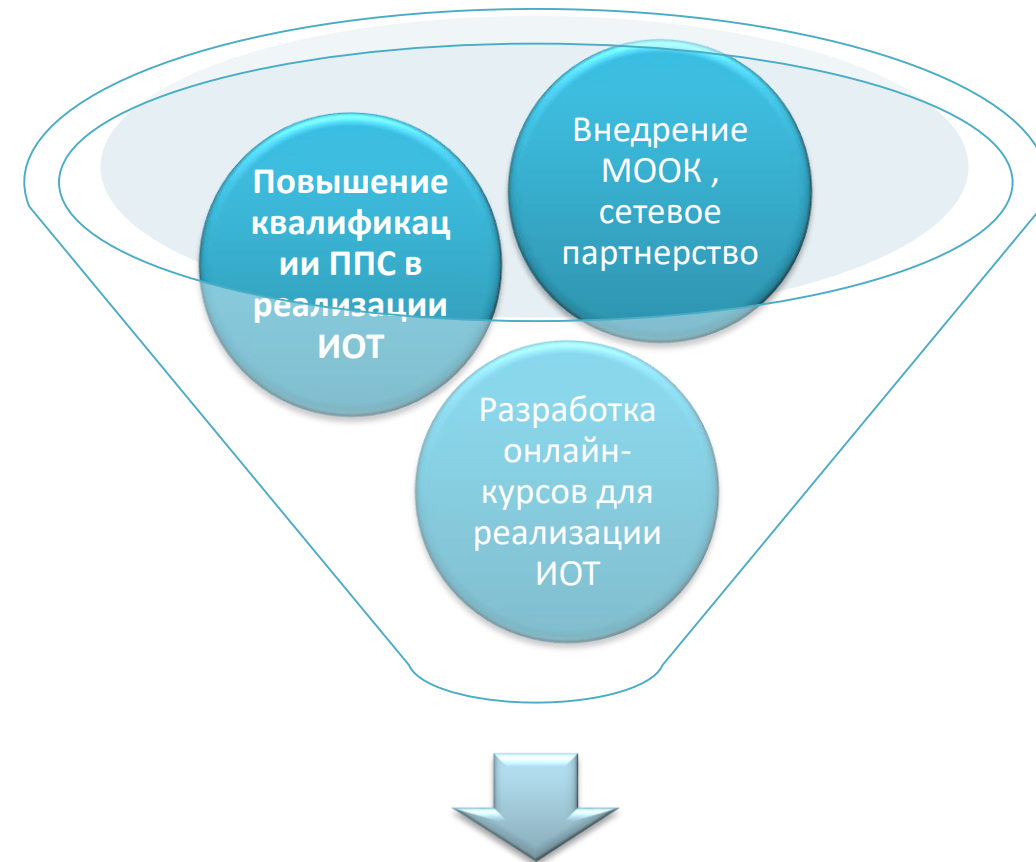 Повышение
квалификац
ии ППС в
реализации
ИОТ
Внедрение
МООК ,
сетевое
партнерство
Разработка
онлайн-
курсов для
реализации
ИОТ